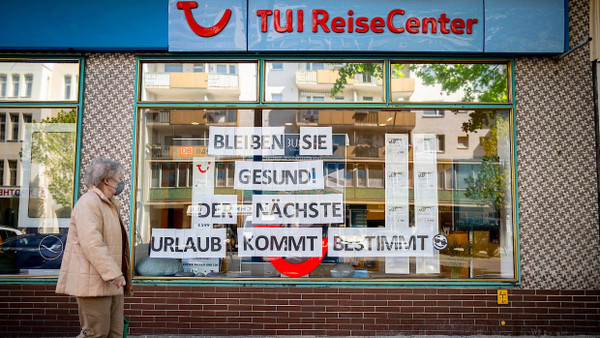 TUI ReiseCenter
BLEIBEN SIE
GESUND!
DER NÄCHSTE
URLAUB KOMMT BESTIMMT